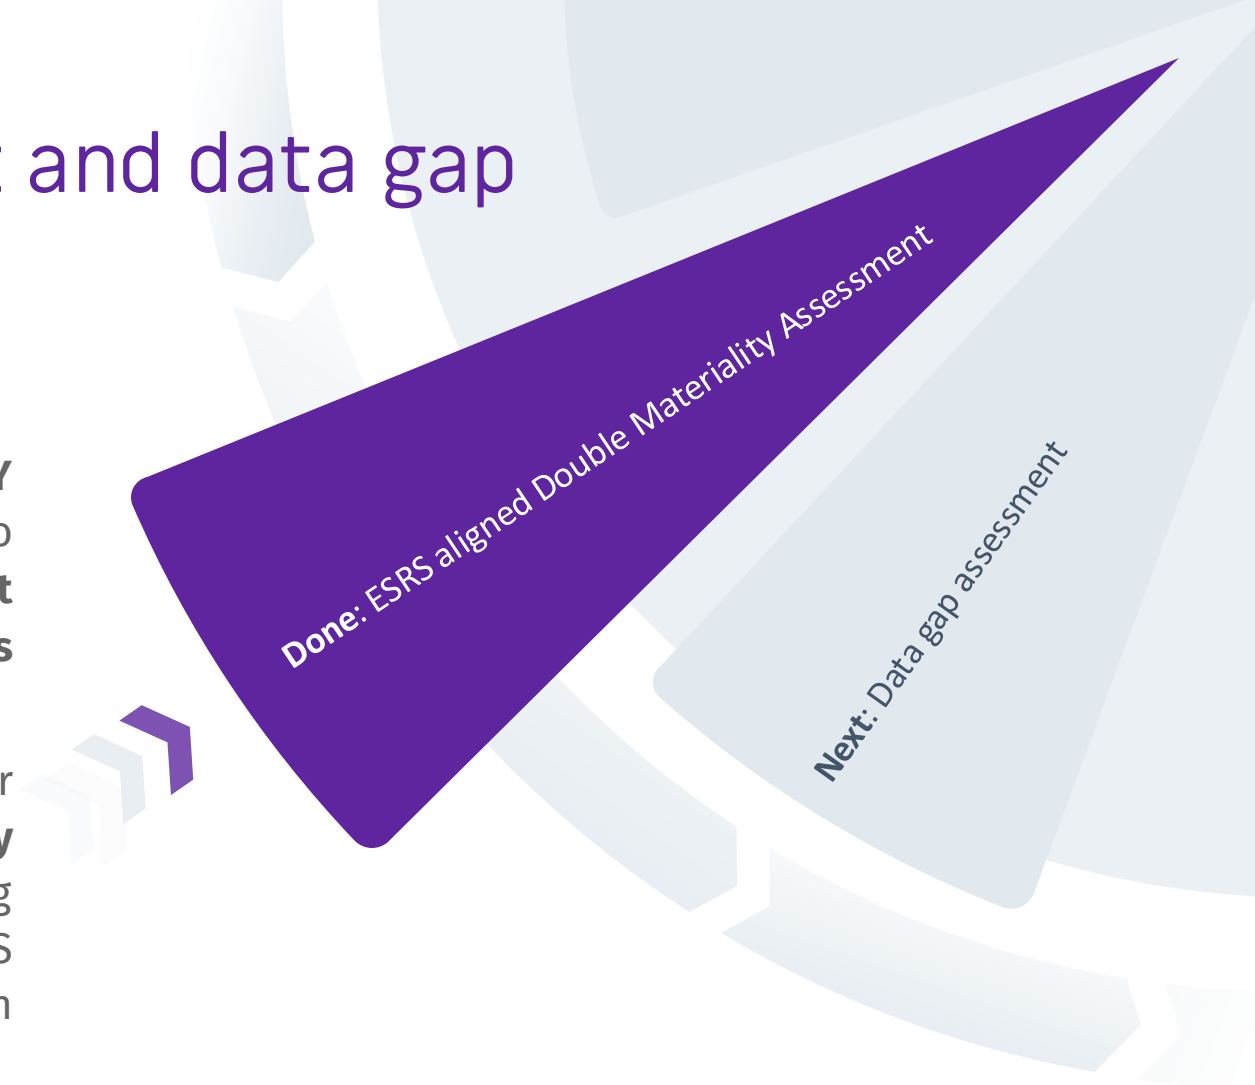 and data gap
Done: ESRS aligned Double Materiality Assessment
Next: Data gap assessment